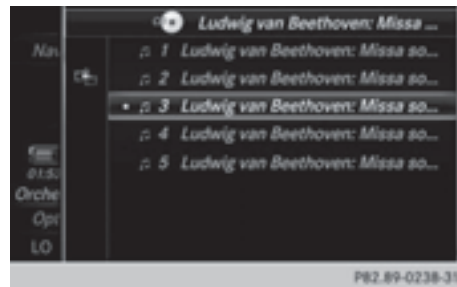 Ludwig van Beethoven: Missa ...
Nav
1 Ludwig van Beethoven: Missa so...
2 Ludwig van Beethoven: Missa so...
3 Ludwig van Beethoven: Missa so...
4 Ludwig van Beethoven: Missa so...
5 Ludwig van Beethoven: Missa so...
Orche
Opt
LO
P82.89-0238-31